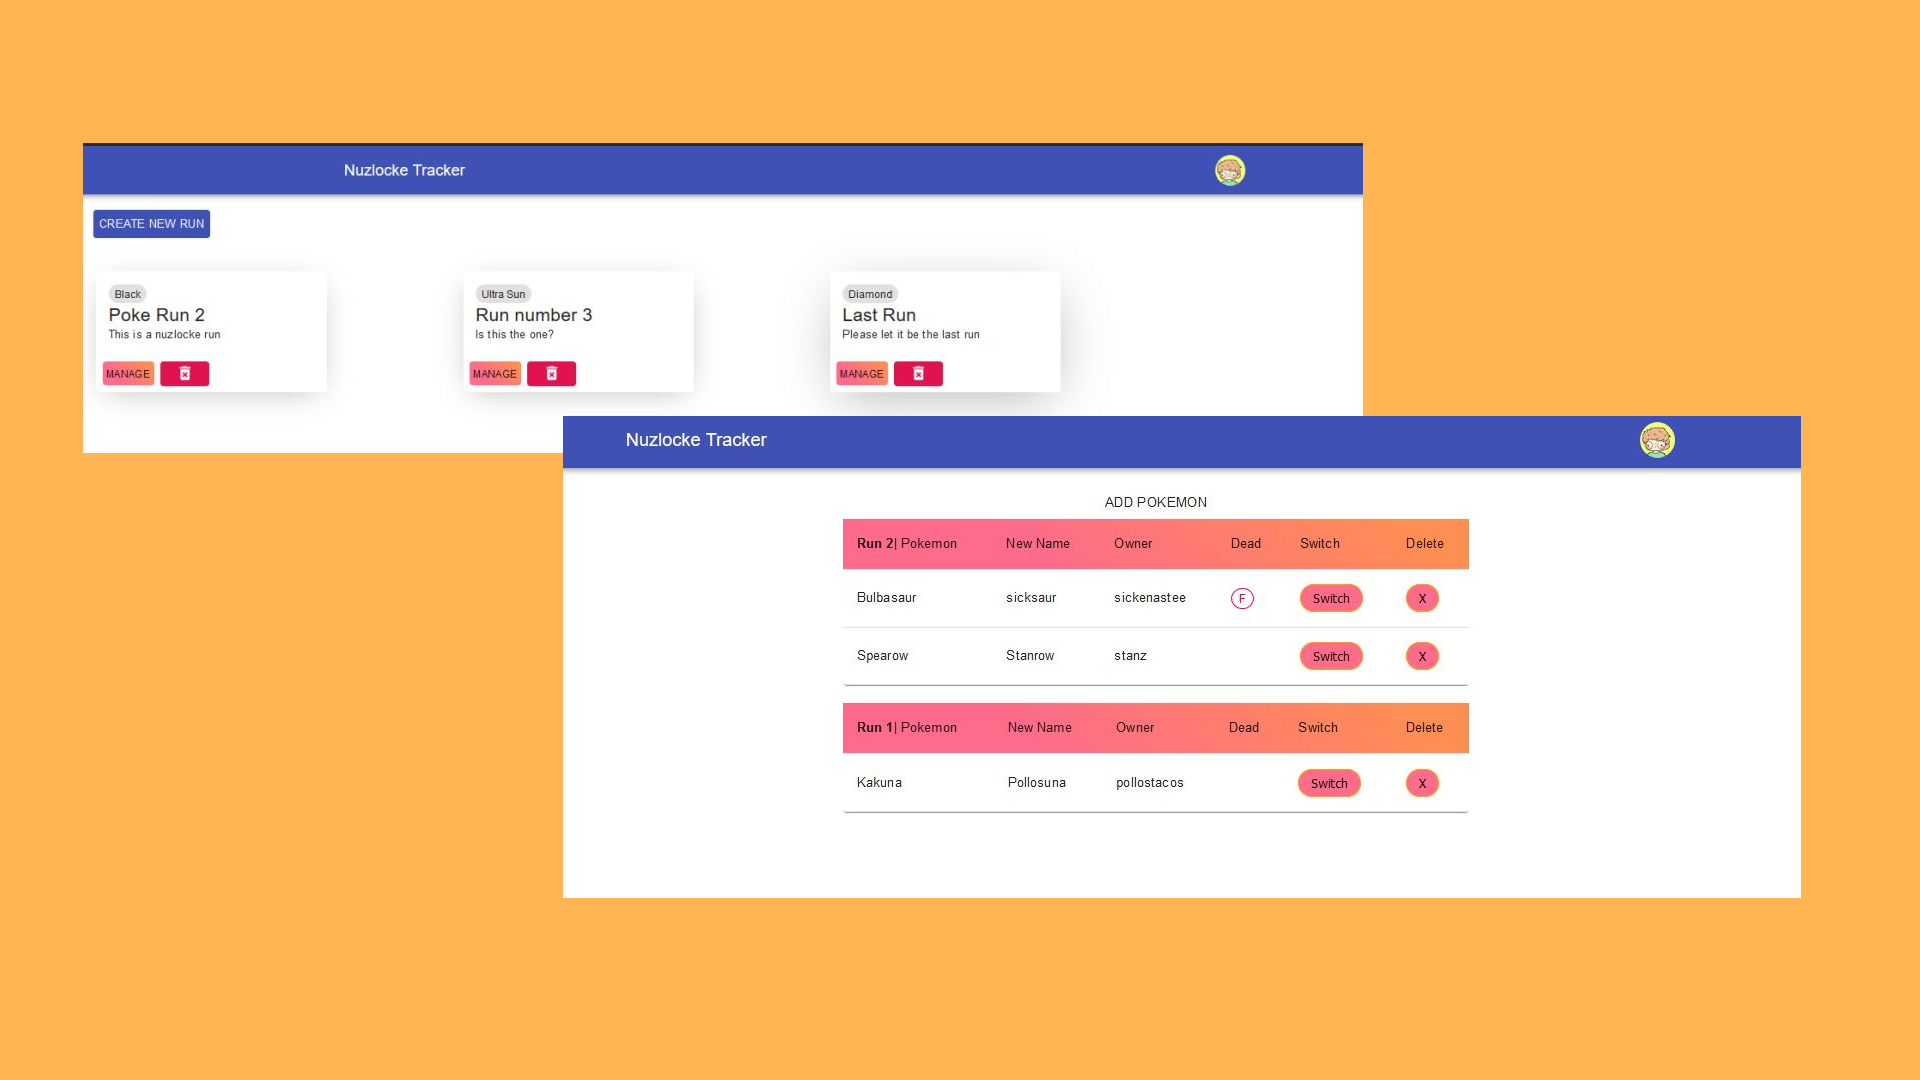 Nuzlocke Tracker
CREATE NEW RUN
Black
Poke Run 2
This is a nuzlocke run
MANAGE
Ultra Sun
Run number 3
Is this the one?
MANAGE
Diamond
Last Run
Please let it be the last run
MANAGE
Nuzlocke Tracker
ADD POKEMON
Run 2| Pokemon New Name Owner Dead Switch Delete
Bulbasaur sicksaur sickenastee F Switch X
Spearow Stanrow stanz Switch X
Run 1| Pokemon New Name Owner Dead Switch Delete
Kakuna Pollosuna pollostacos Switch X